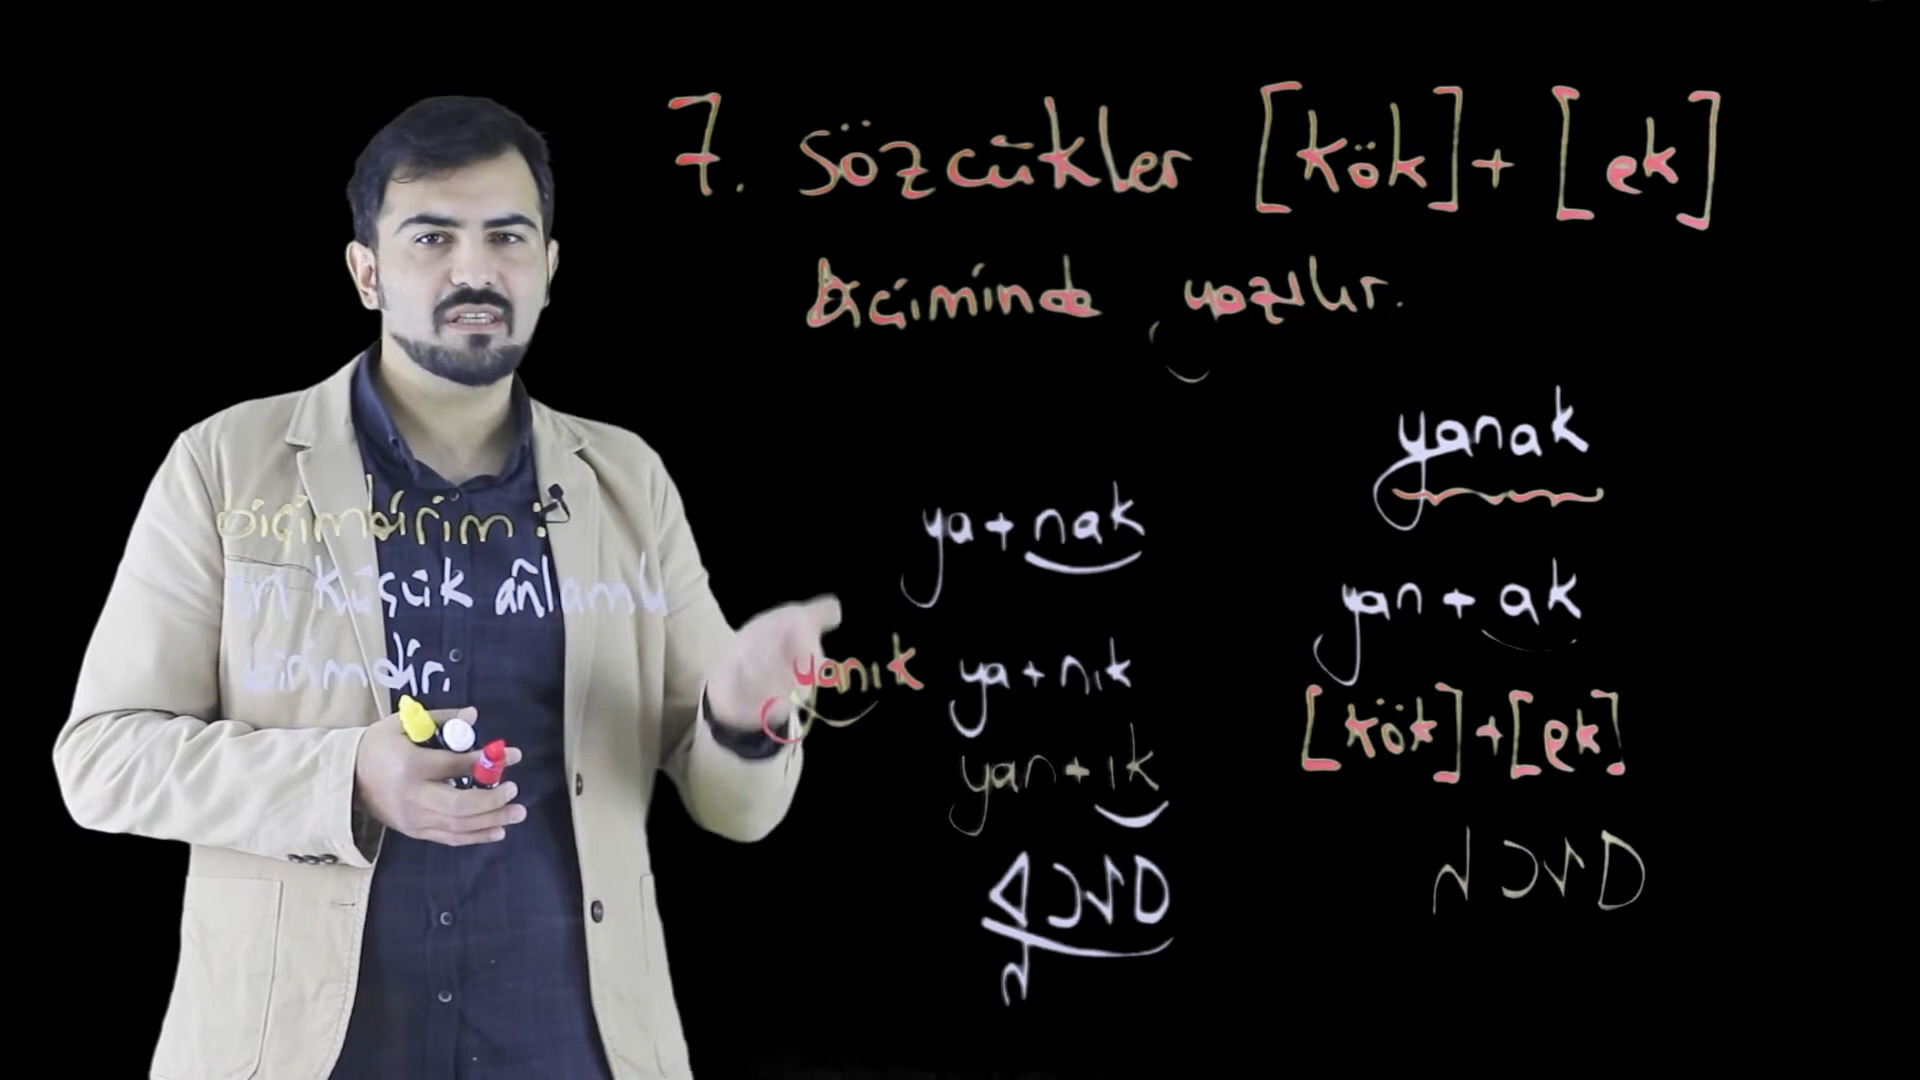 7. sözcükler [kök] + [ek]
biçiminde yazılır.
biçimbirim :
en küçük anlamlı
birimdir.
yanak
ya + nak
yan + ak
yanık ya + nık
yan + ık
[kök] + [ek]